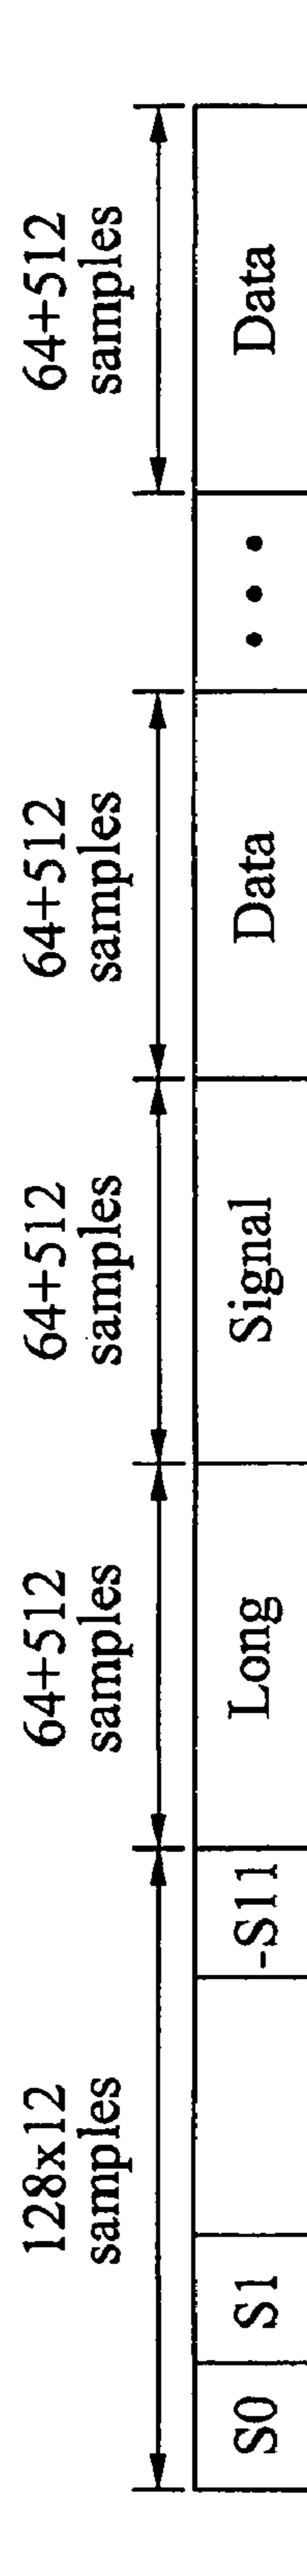 128x12
samples
64+512
samples
64+512
samples
64+512
samples
64+512
samples
S0
S1
-S11
Long
Signal
Data
• • •
Data